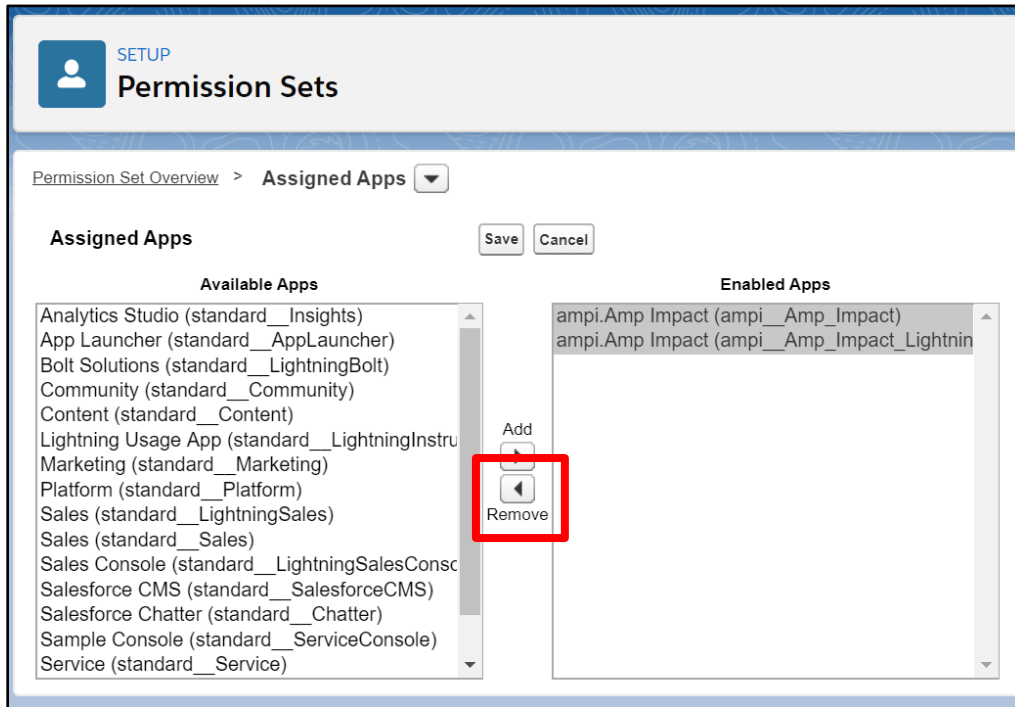 SETUP
Permission Sets
Permission Set Overview > Assigned Apps
Assigned Apps
Save Cancel
Available Apps
Analytics Studio (standard__Insights)
App Launcher (standard__AppLauncher)
Bolt Solutions (standard__LightningBolt)
Community (standard__Community)
Content (standard__Content)
Lightning Usage App (standard__LightningInstru
Marketing (standard__Marketing)
Platform (standard__Platform)
Sales (standard__LightningSales)
Sales (standard__Sales)
Sales Console (standard__LightningSalesConsc
Salesforce CMS (standard__SalesforceCMS)
Salesforce Chatter (standard__Chatter)
Sample Console (standard__ServiceConsole)
Service (standard__Service)
Add
Remove
Enabled Apps
ampi.Amp Impact (ampi__Amp_Impact)
ampi.Amp Impact (ampi__Amp_Impact_Lightnin